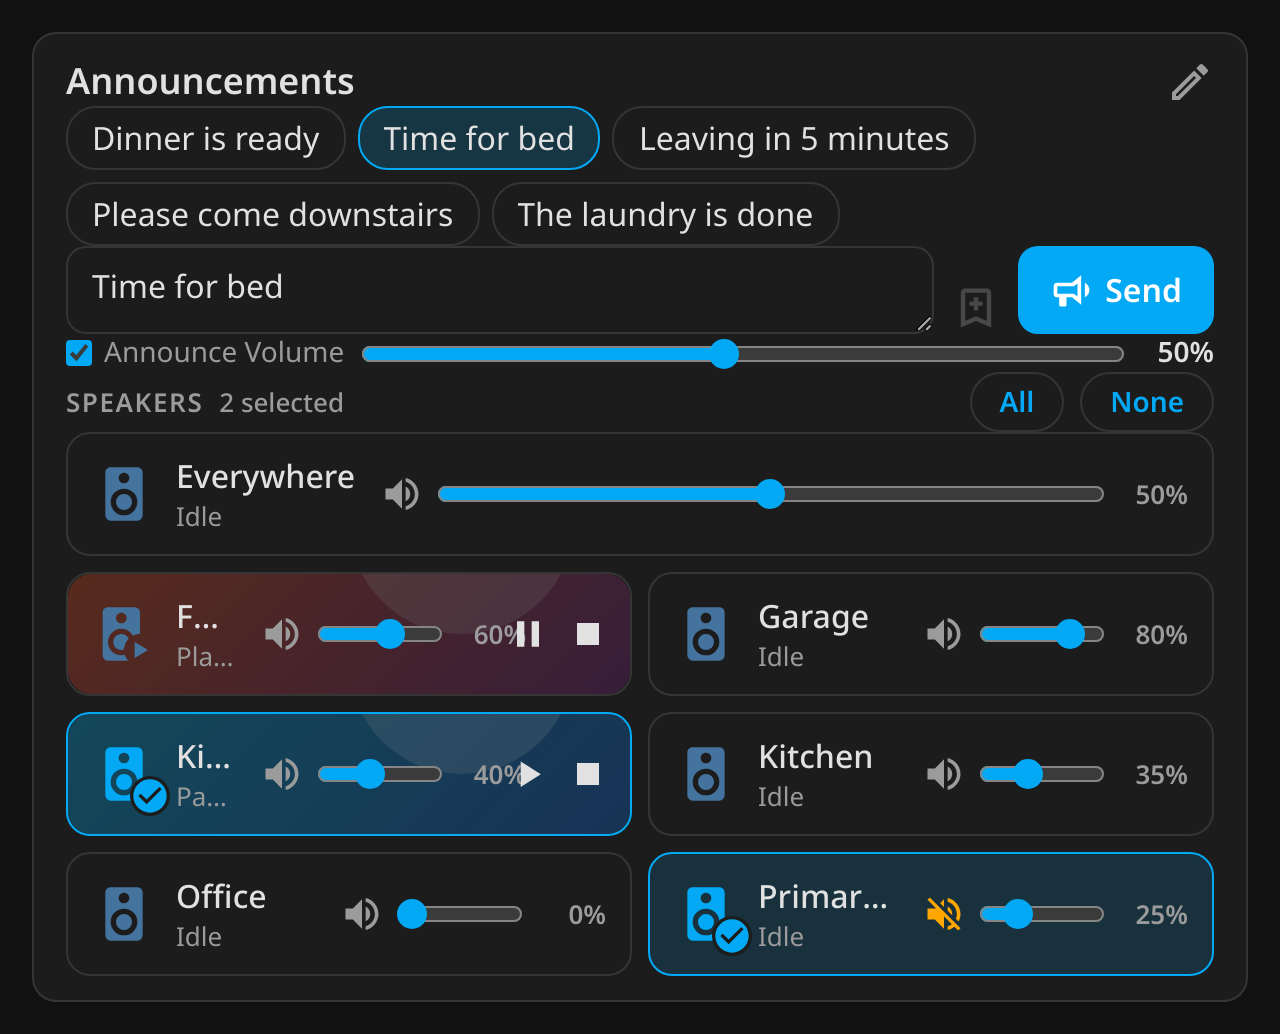 Announcements
Dinner is ready
Time for bed
Leaving in 5 minutes
Please come downstairs
The laundry is done
Time for bed
Send
Announce Volume
50%
SPEAKERS 2 selected
All
None
Everywhere
Idle
50%
F...
Pla...
60%
Garage
Idle
80%
Ki...
Pa...
40%
Kitchen
Idle
35%
Office
Idle
0%
Primar...
Idle
25%